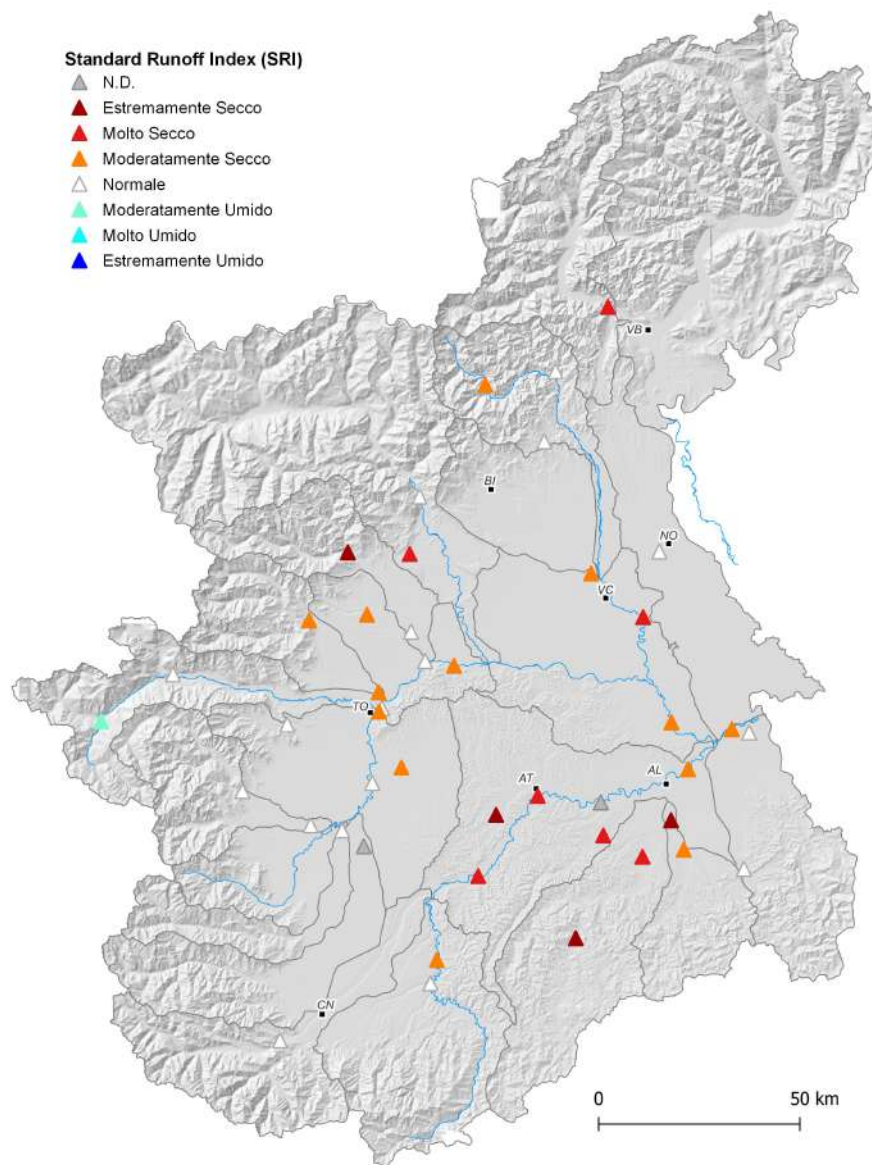 Standard Runoff Index (SRI)
N.D.
Estremamente Secco
Molto Secco
Moderatamente Secco
Normale
Moderatamente Umido
Molto Umido
Estremamente Umido
VB
BI
NO
VC
TO
AT
AL
CN
0 50 km